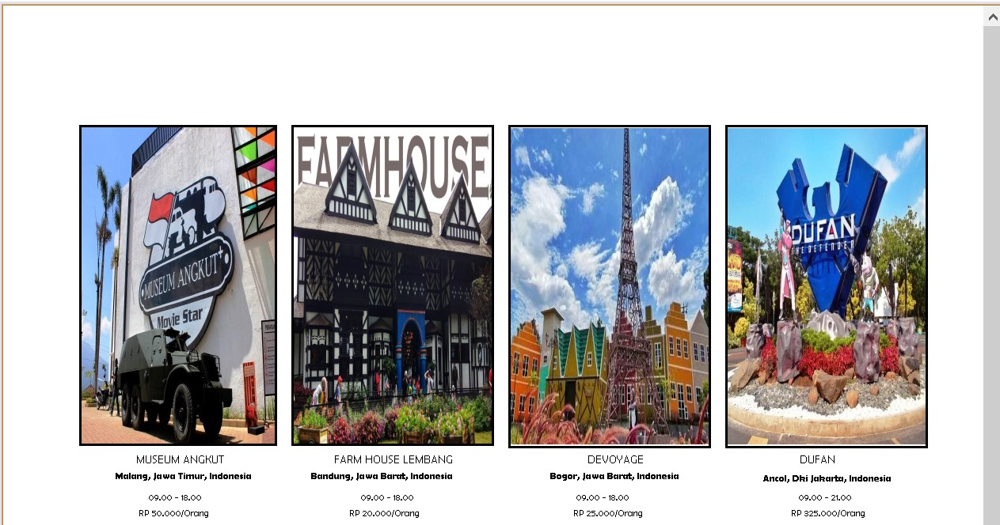 MUSEUM ANGKUT
Movie Star
FARMHOUSE
DUFAN
THE DEFENDER
MUSEUM ANGKUT
Malang, Jawa Timur, Indonesia
09.00 - 18.00
RP 50.000/Orang
FARM HOUSE LEMBANG
Bandung, Jawa Barat, Indonesia
09.00 - 18.00
RP 20.000/Orang
DEVOYAGE
Bogor, Jawa Barat, Indonesia
09.00 - 18.00
RP 25.000/Orang
DUFAN
Ancol, Dki Jakarta, Indonesia
09.00 - 21.00
RP 325.000/Orang